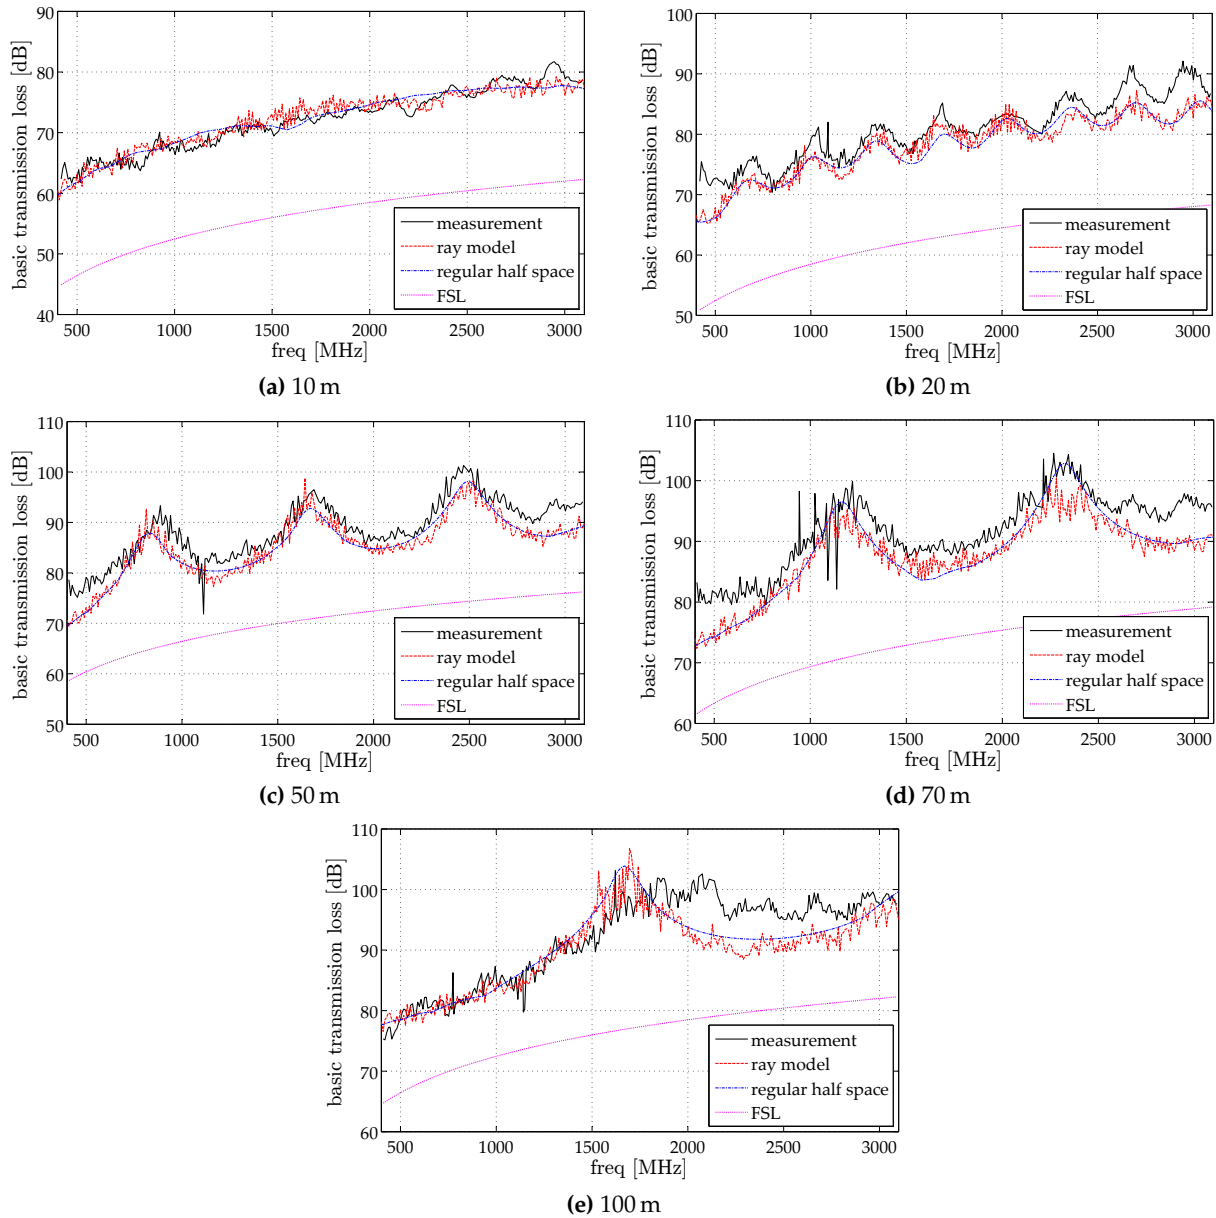 basic transmission loss [dB]
90
80
70
60
50
40
500 1000 1500 2000 2500 3000
freq [MHz]
measurement
ray model
regular half space
FSL
(a) 10 m
basic transmission loss [dB]
100
90
80
70
60
50
500 1000 1500 2000 2500 3000
freq [MHz]
measurement
ray model
regular half space
FSL
(b) 20 m
basic transmission loss [dB]
110
100
90
80
70
60
50
500 1000 1500 2000 2500 3000
freq [MHz]
measurement
ray model
regular half space
FSL
(c) 50 m
basic transmission loss [dB]
110
100
90
80
70
60
500 1000 1500 2000 2500 3000
freq [MHz]
measurement
ray model
regular half space
FSL
(d) 70 m
basic transmission loss [dB]
110
100
90
80
70
60
500 1000 1500 2000 2500 3000
freq [MHz]
measurement
ray model
regular half space
FSL
(e) 100 m